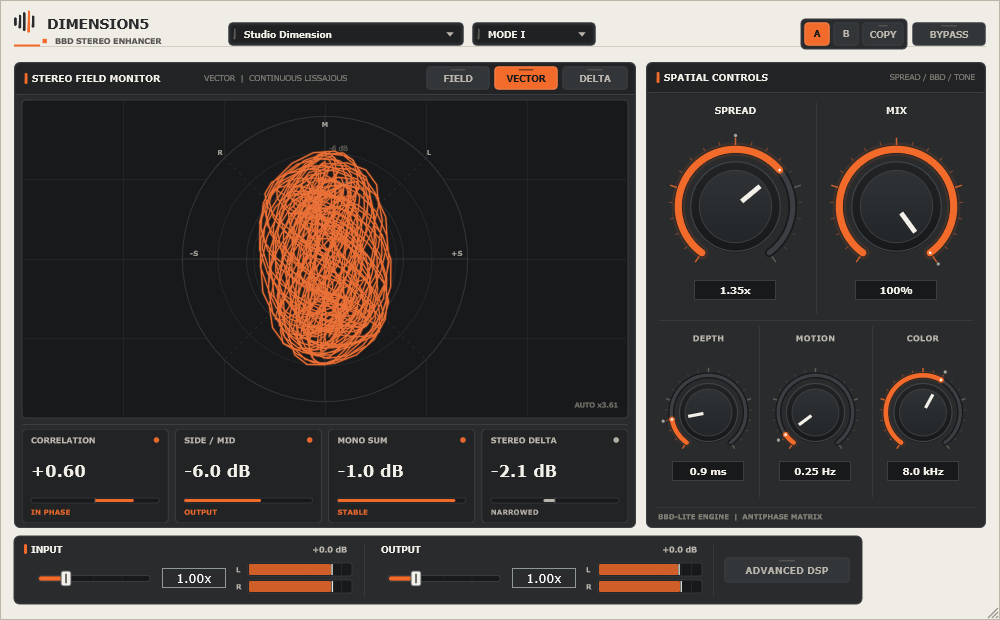 DIMENSION5
BBD STEREO ENHANCER
Studio Dimension
MODE I
A
B
COPY
BYPASS
STEREO FIELD MONITOR
VECTOR | CONTINUOUS LISSAJOUS
FIELD
VECTOR
DELTA
M
-6 dB
R
L
-S
+S
AUTO x3.61
CORRELATION
+0.60
IN PHASE
SIDE / MID
-6.0 dB
OUTPUT
MONO SUM
-1.0 dB
STABLE
STEREO DELTA
-2.1 dB
NARROWED
SPATIAL CONTROLS
SPREAD / BBD / TONE
SPREAD
MIX
1.35x
100%
DEPTH
MOTION
COLOR
0.9 ms
0.25 Hz
8.0 kHz
BBD-LITE ENGINE | ANTIPHASE MATRIX
INPUT
+0.0 dB
1.00x
L
R
OUTPUT
+0.0 dB
1.00x
L
R
ADVANCED DSP